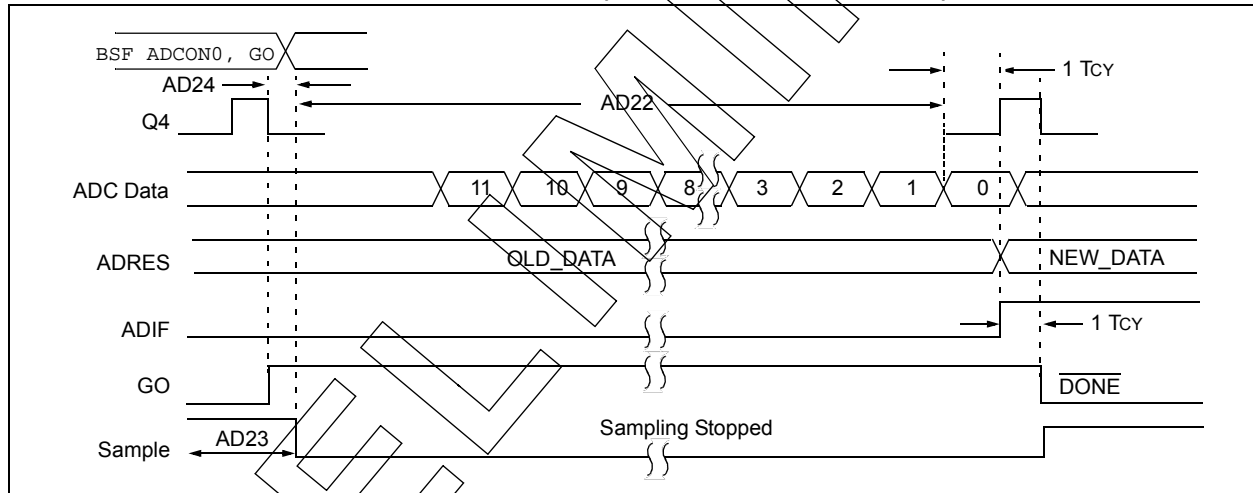 BSF ADCON0, GO
AD24
1 TCY
AD22
Q4
ADC Data
11 10 9 8 3 2 1 0
ADRES
OLD_DATA
NEW_DATA
ADIF
1 TCY
GO
DONE
Sample
AD23
Sampling Stopped